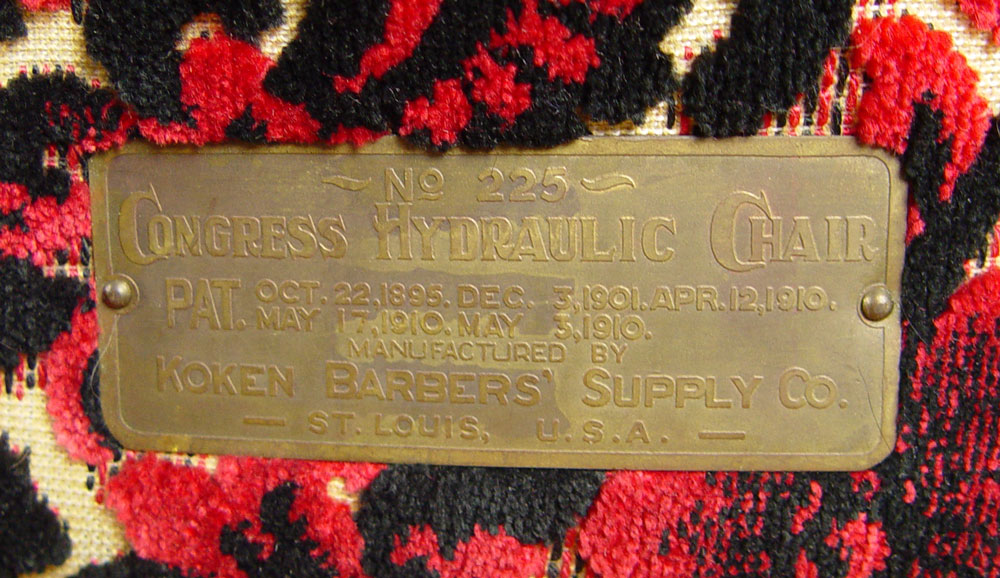 ~ No 225 ~
CONGRESS HYDRAULIC CHAIR
PAT. OCT. 22,1895. DEC. 3,1901. APR. 12,1910.
MAY 17,1910. MAY 3,1910.
MANUFACTURED BY
KOKEN BARBERS' SUPPLY CO.
— ST. LOUIS, U.S.A. —